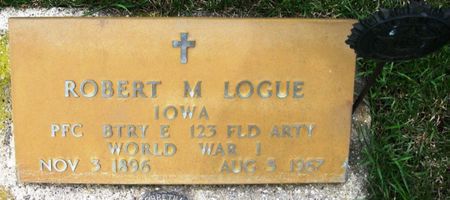 ROBERT M LOGUE
IOWA
PFC BTRY E 123 FLD ARTY
WORLD WAR I
NOV 3 1896 AUG 5 1967